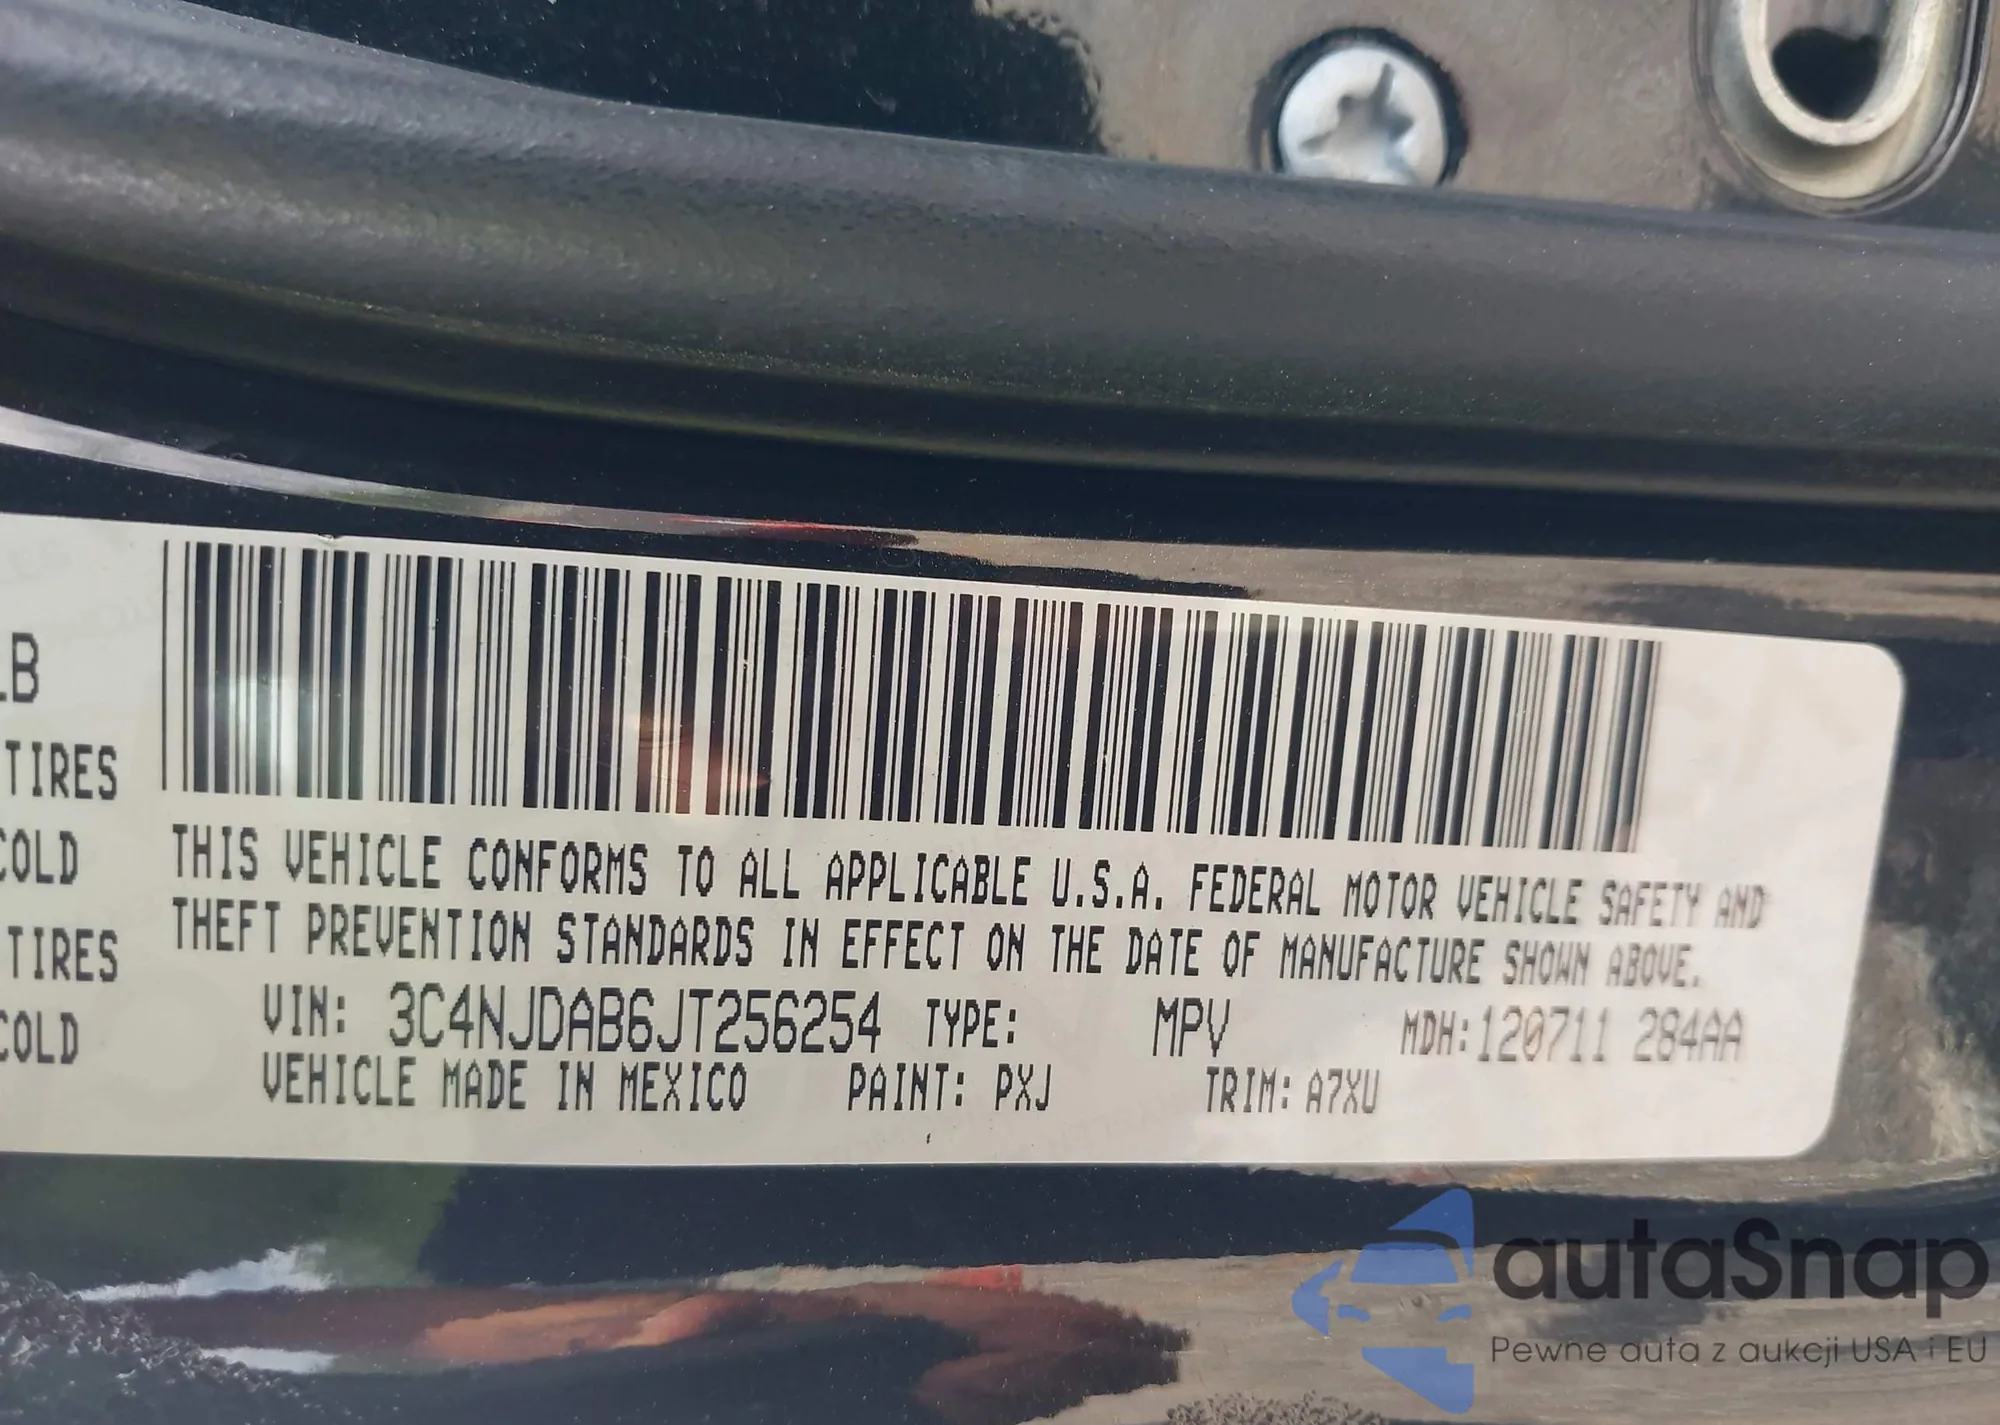 LB
TIRES
COLD
TIRES
COLD
THIS VEHICLE CONFORMS TO ALL APPLICABLE U.S.A. FEDERAL MOTOR VEHICLE SAFETY AND
THEFT PREVENTION STANDARDS IN EFFECT ON THE DATE OF MANUFACTURE SHOWN ABOVE.
VIN: 3C4NJDAB6JT256254 TYPE: MPV MDH:120711 284AA
VEHICLE MADE IN MEXICO PAINT: PXJ TRIM: A7XU
autaSnap
Pewne auta z aukcji USA i EU